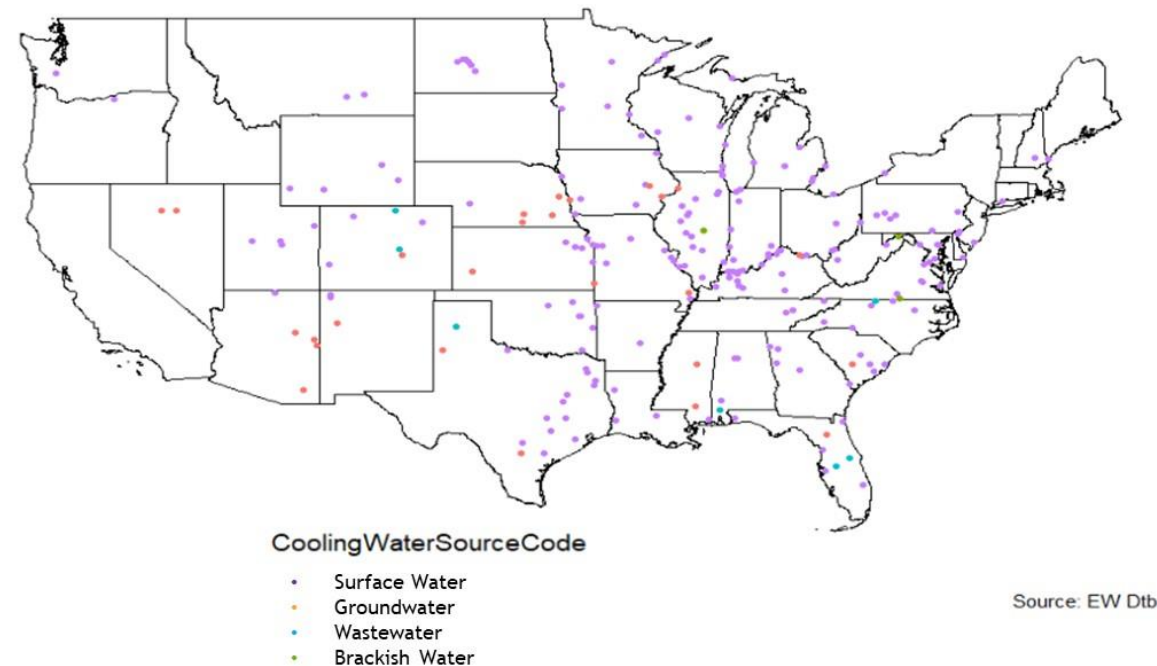 CoolingWaterSourceCode
Surface Water
Groundwater
Wastewater
Brackish Water
Source: EW Dtb